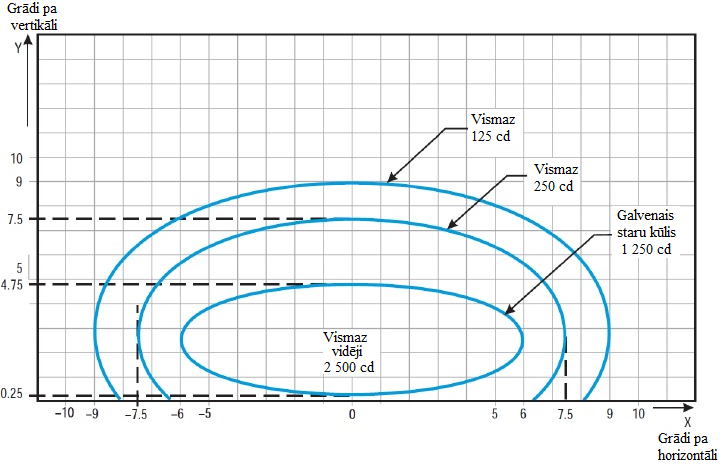 Grādi pa
vertikāli
Y
Vismaz
125 cd
Vismaz
250 cd
Galvenais
staru kūlis
1 250 cd
10
9
7.5
5
4.75
0.25
Vismaz
vidēji
2 500 cd
–10 –9 –7.5 –6 –5 0 5 6 7.5 9 10
X
Grādi pa
horizontāli